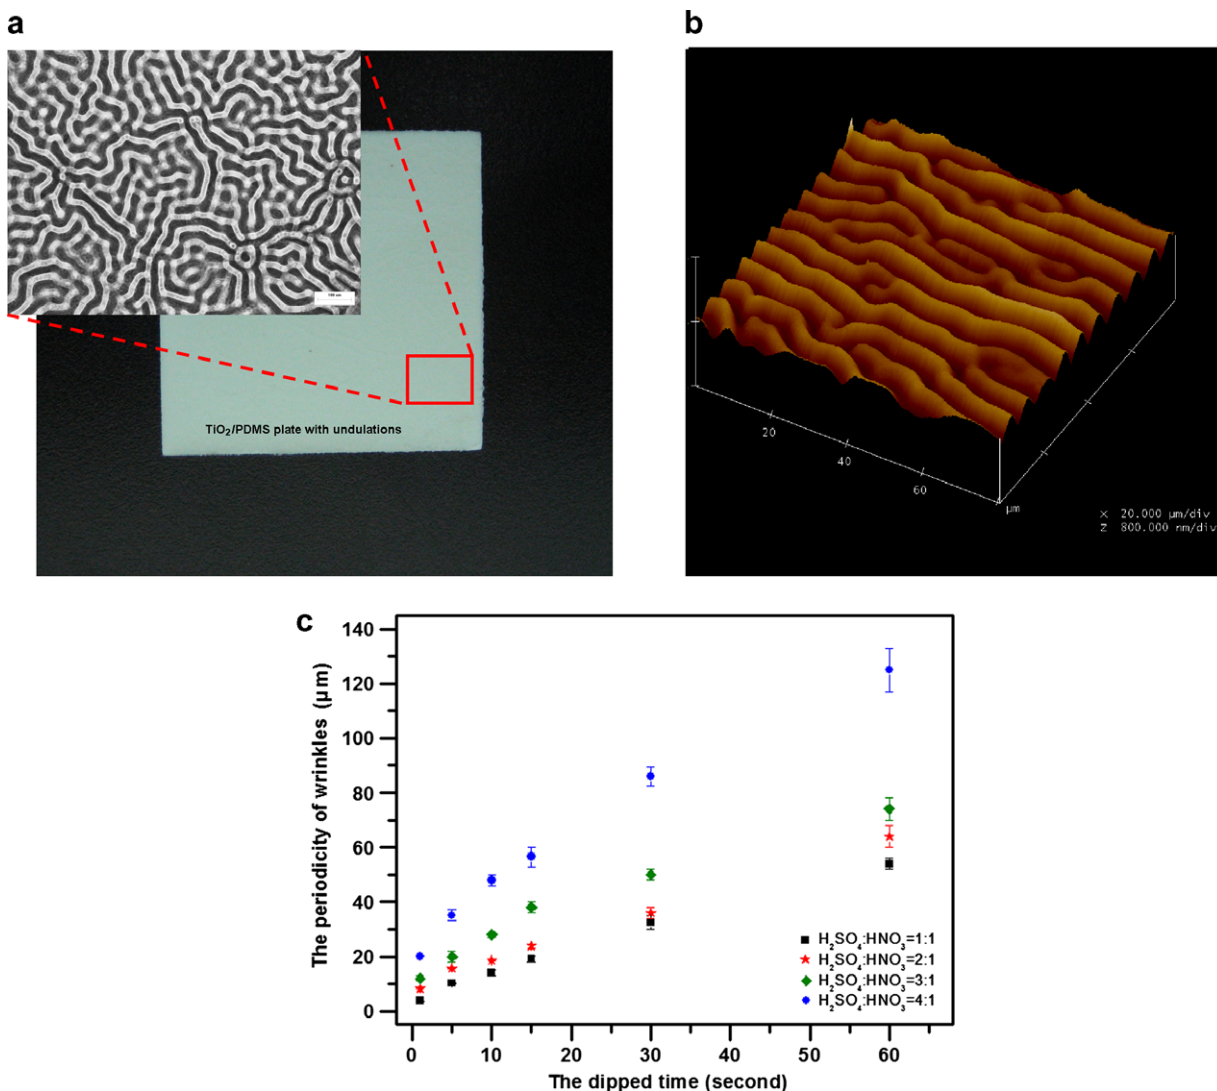 a
b
TiO₂/PDMS plate with undulations
20
40
60
µm
X 20.000 µm/div
Z 800.000 nm/div
c
The periodicity of wrinkles (µm)
140
120
100
80
60
40
20
0
H₂SO₄:HNO₃=1:1
H₂SO₄:HNO₃=2:1
H₂SO₄:HNO₃=3:1
H₂SO₄:HNO₃=4:1
0 10 20 30 40 50 60
The dipped time (second)